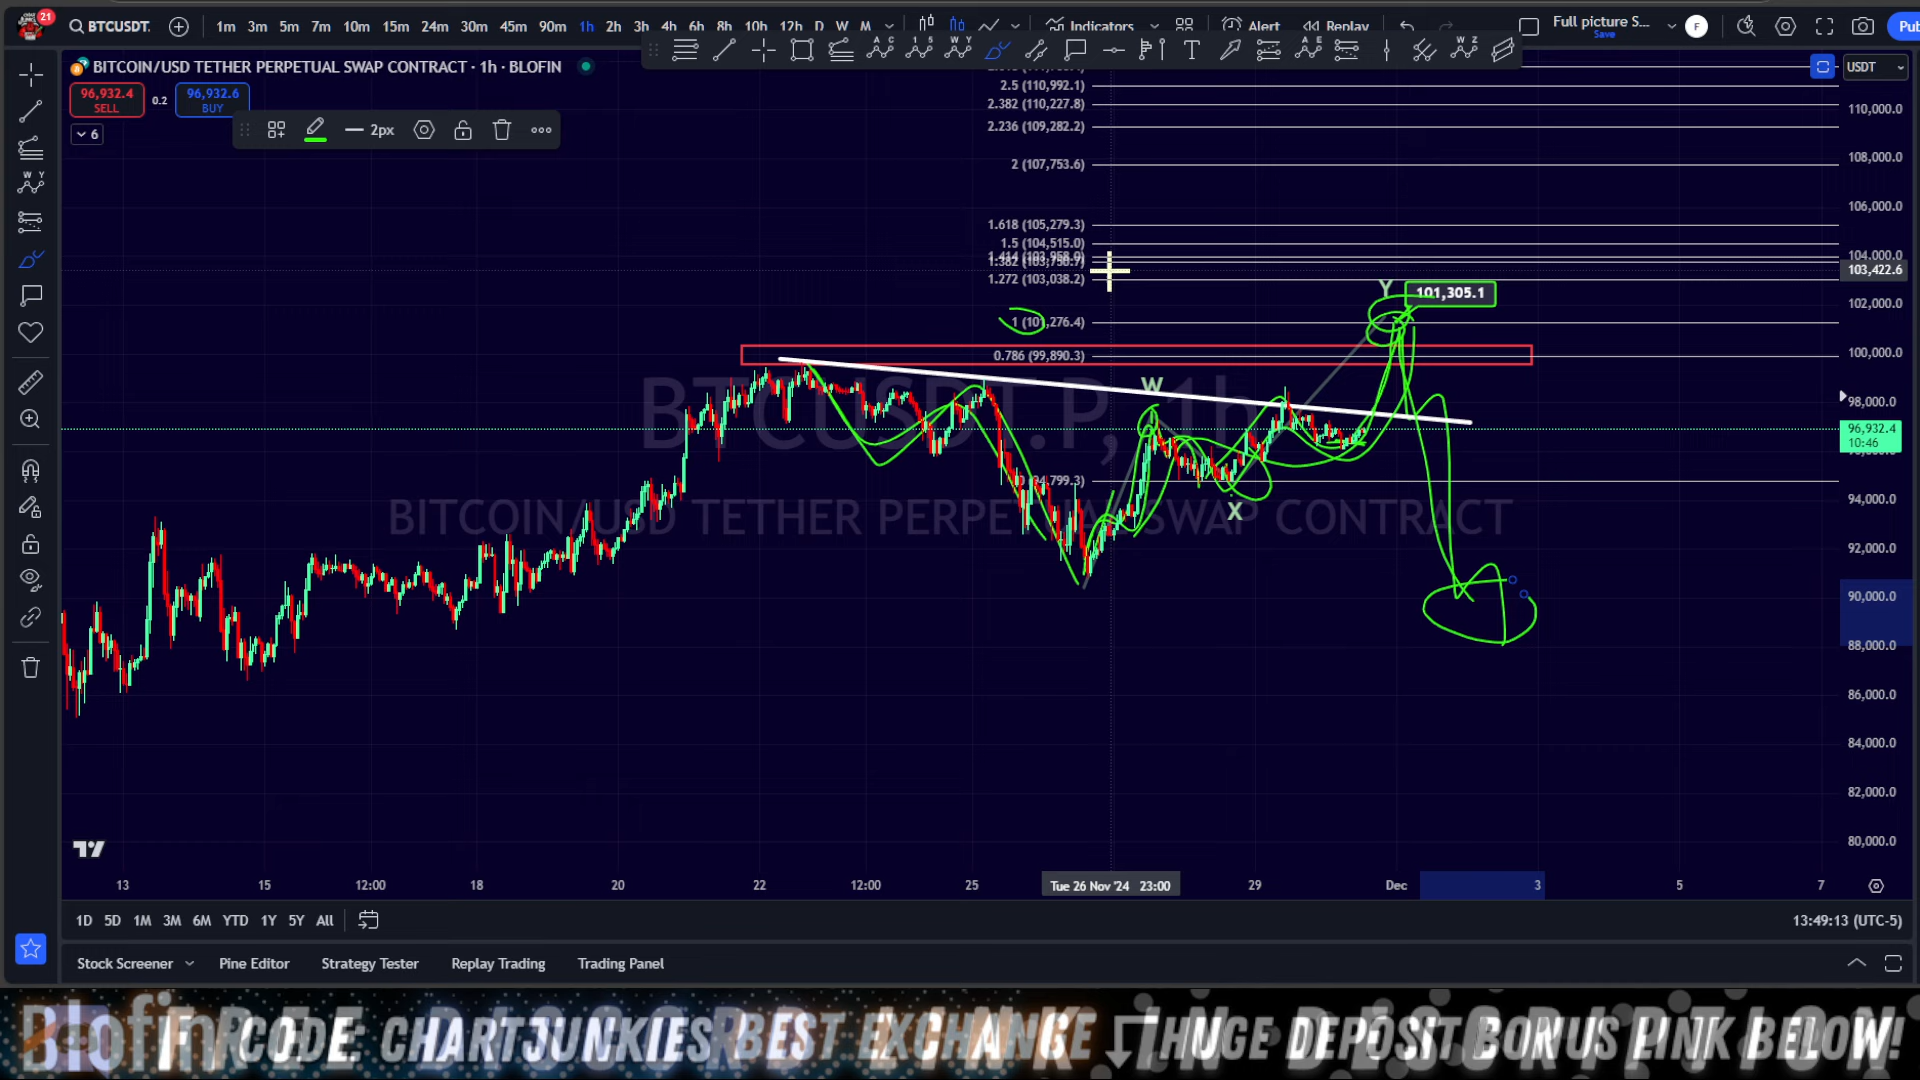 21
BTCUSDT.
1m 3m 5m 7m 10m 15m 24m 30m 45m 90m 1h 2h 3h 4h 6h 8h 10h 12h D W M
Indicators
Alert
Replay
Full picture S...
Save
F
Pub
BITCOIN/USD TETHER PERPETUAL SWAP CONTRACT · 1h · BLOFIN
USDT
96,932.4
SELL
0.2
96,932.6
BUY
6
2px
2.5 (110,992.1)
2.382 (110,227.8)
2.236 (109,282.2)
2 (107,753.6)
1.618 (105,279.3)
1.5 (104,515.0)
1.272 (103,038.2)
1 (101,276.4)
0.786 (99,890.3)
Y
101,305.1
W
X
BTCUSDT.P, 1h
BITCOIN/USD TETHER PERPETUAL SWAP CONTRACT
110,000.0
108,000.0
106,000.0
104,000.0
103,422.6
102,000.0
100,000.0
98,000.0
96,932.4
10:46
94,000.0
92,000.0
90,000.0
88,000.0
86,000.0
84,000.0
82,000.0
80,000.0
13 15 12:00 18 20 22 12:00 25 Tue 26 Nov '24 23:00 29 Dec 3 5 7
1D 5D 1M 3M 6M YTD 1Y 5Y All
13:49:13 (UTC-5)
Stock Screener
Pine Editor
Strategy Tester
Replay Trading
Trading Panel
Blofin
CODE: CHARTJUNKIES
BEST EXCHANGE
HUGE DEPOSIT BONUS LINK BELOW!